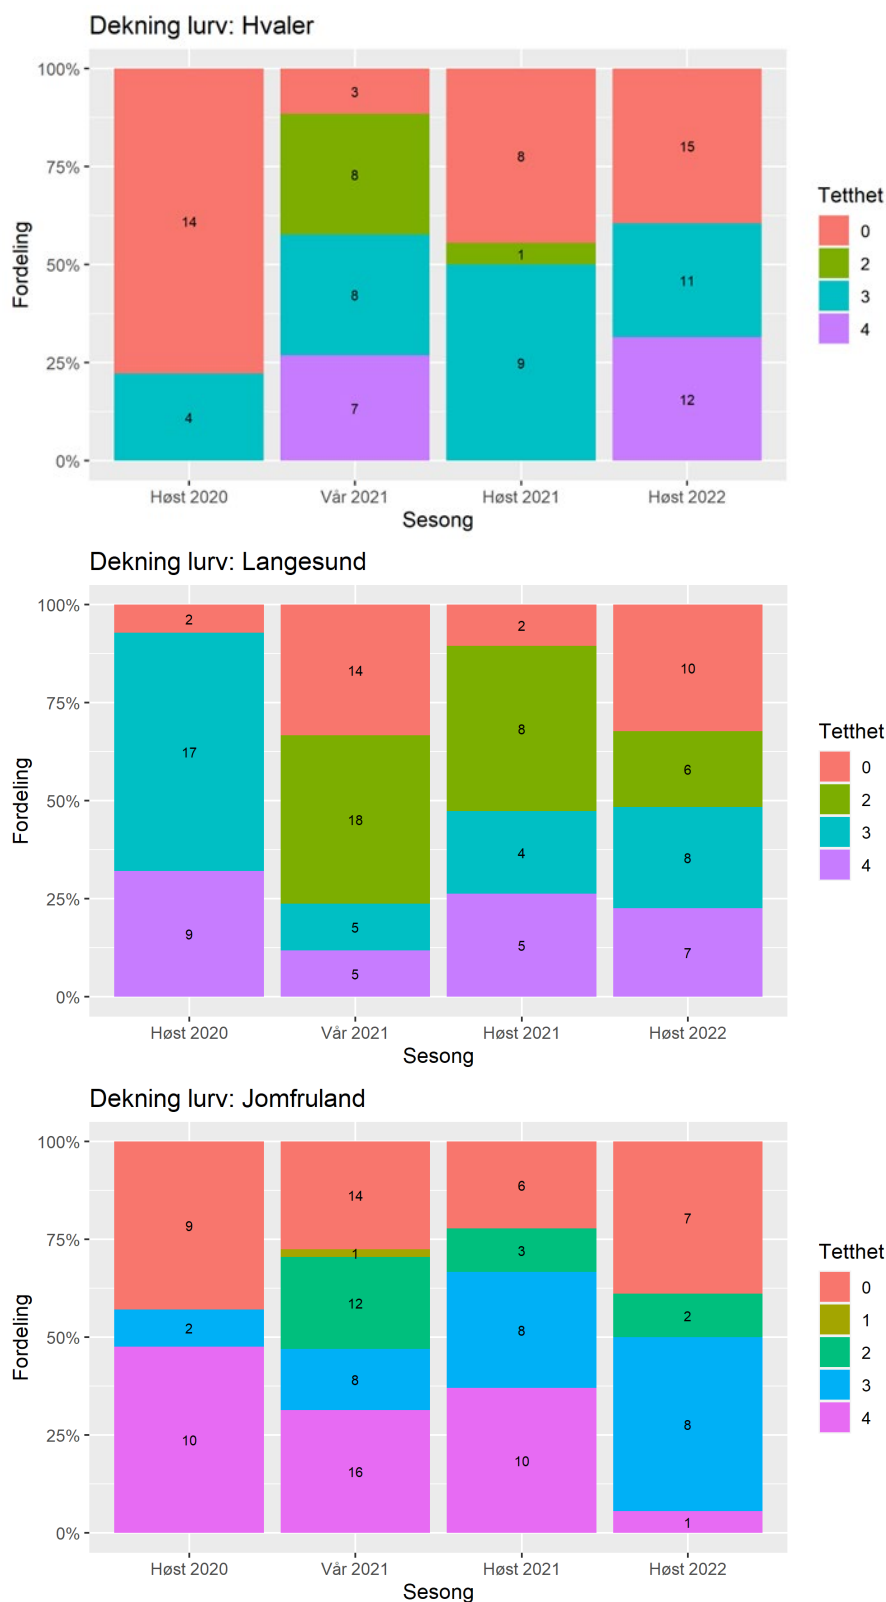 Dekning lurv: Hvaler
100%
75%
50%
25%
0%
Fordeling
14
4
3
8
8
7
8
1
9
15
11
12
Høst 2020
Vår 2021
Høst 2021
Høst 2022
Sesong
Tetthet
0
2
3
4
Dekning lurv: Langesund
100%
75%
50%
25%
0%
Fordeling
2
17
9
14
18
5
5
2
8
4
5
10
6
8
7
Høst 2020
Vår 2021
Høst 2021
Høst 2022
Sesong
Tetthet
0
2
3
4
Dekning lurv: Jomfruland
100%
75%
50%
25%
0%
Fordeling
9
2
10
14
1
12
8
16
6
3
8
10
7
2
8
1
Høst 2020
Vår 2021
Høst 2021
Høst 2022
Sesong
Tetthet
0
1
2
3
4